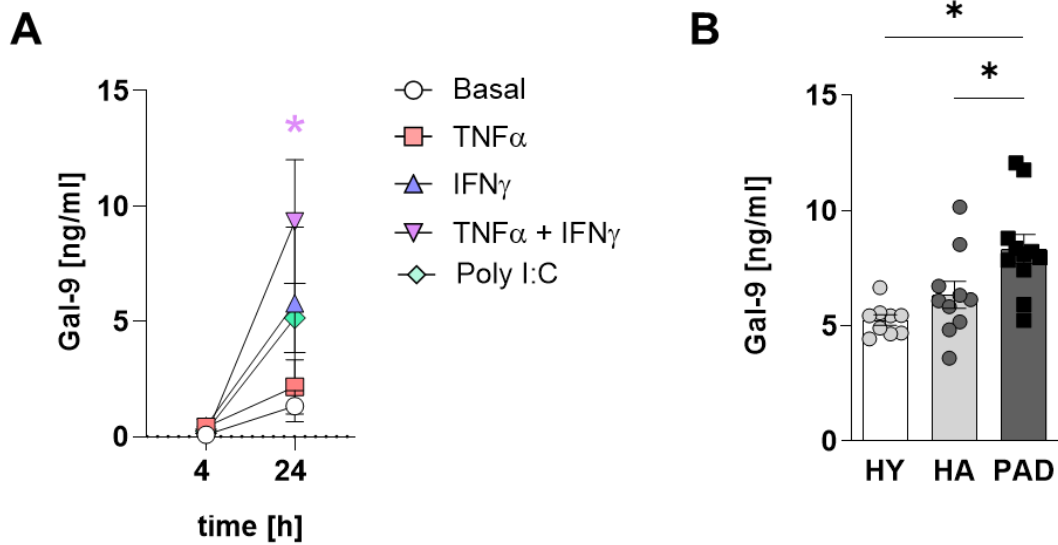 A
15
10
5
0
Gal-9 [ng/ml]
4 24
time [h]
*
Basal
TNFα
IFNγ
TNFα + IFNγ
Poly I:C
B
*
*
15
10
5
0
Gal-9 [ng/ml]
HY HA PAD